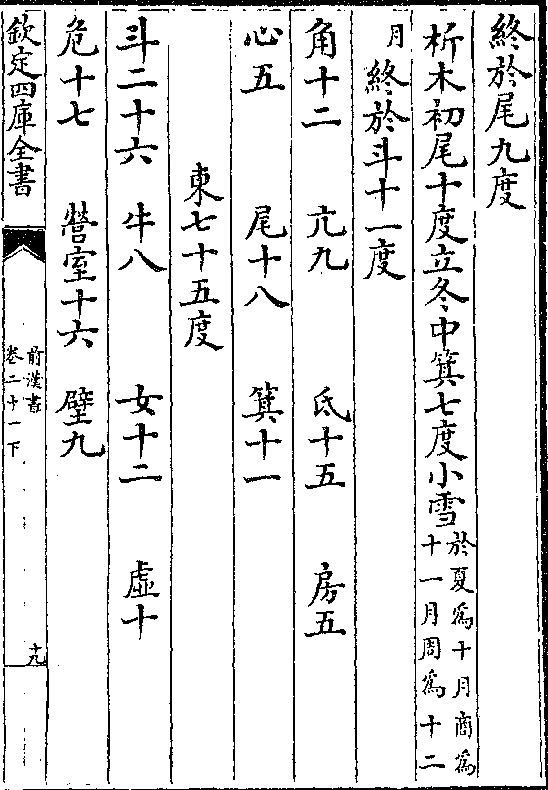 終於尾九度
析木初尾十度立冬中箕七度小雪於夏爲十月商爲十一月周爲十二
月終於斗十一度
角十二 亢九 氐十五 房五
心五 尾十八 箕十一
東七十五度
斗二十六 牛八 女十二 虛十
危十七 營室十六 壁九
欽定四庫全書
前漢書
卷二十一下
十九